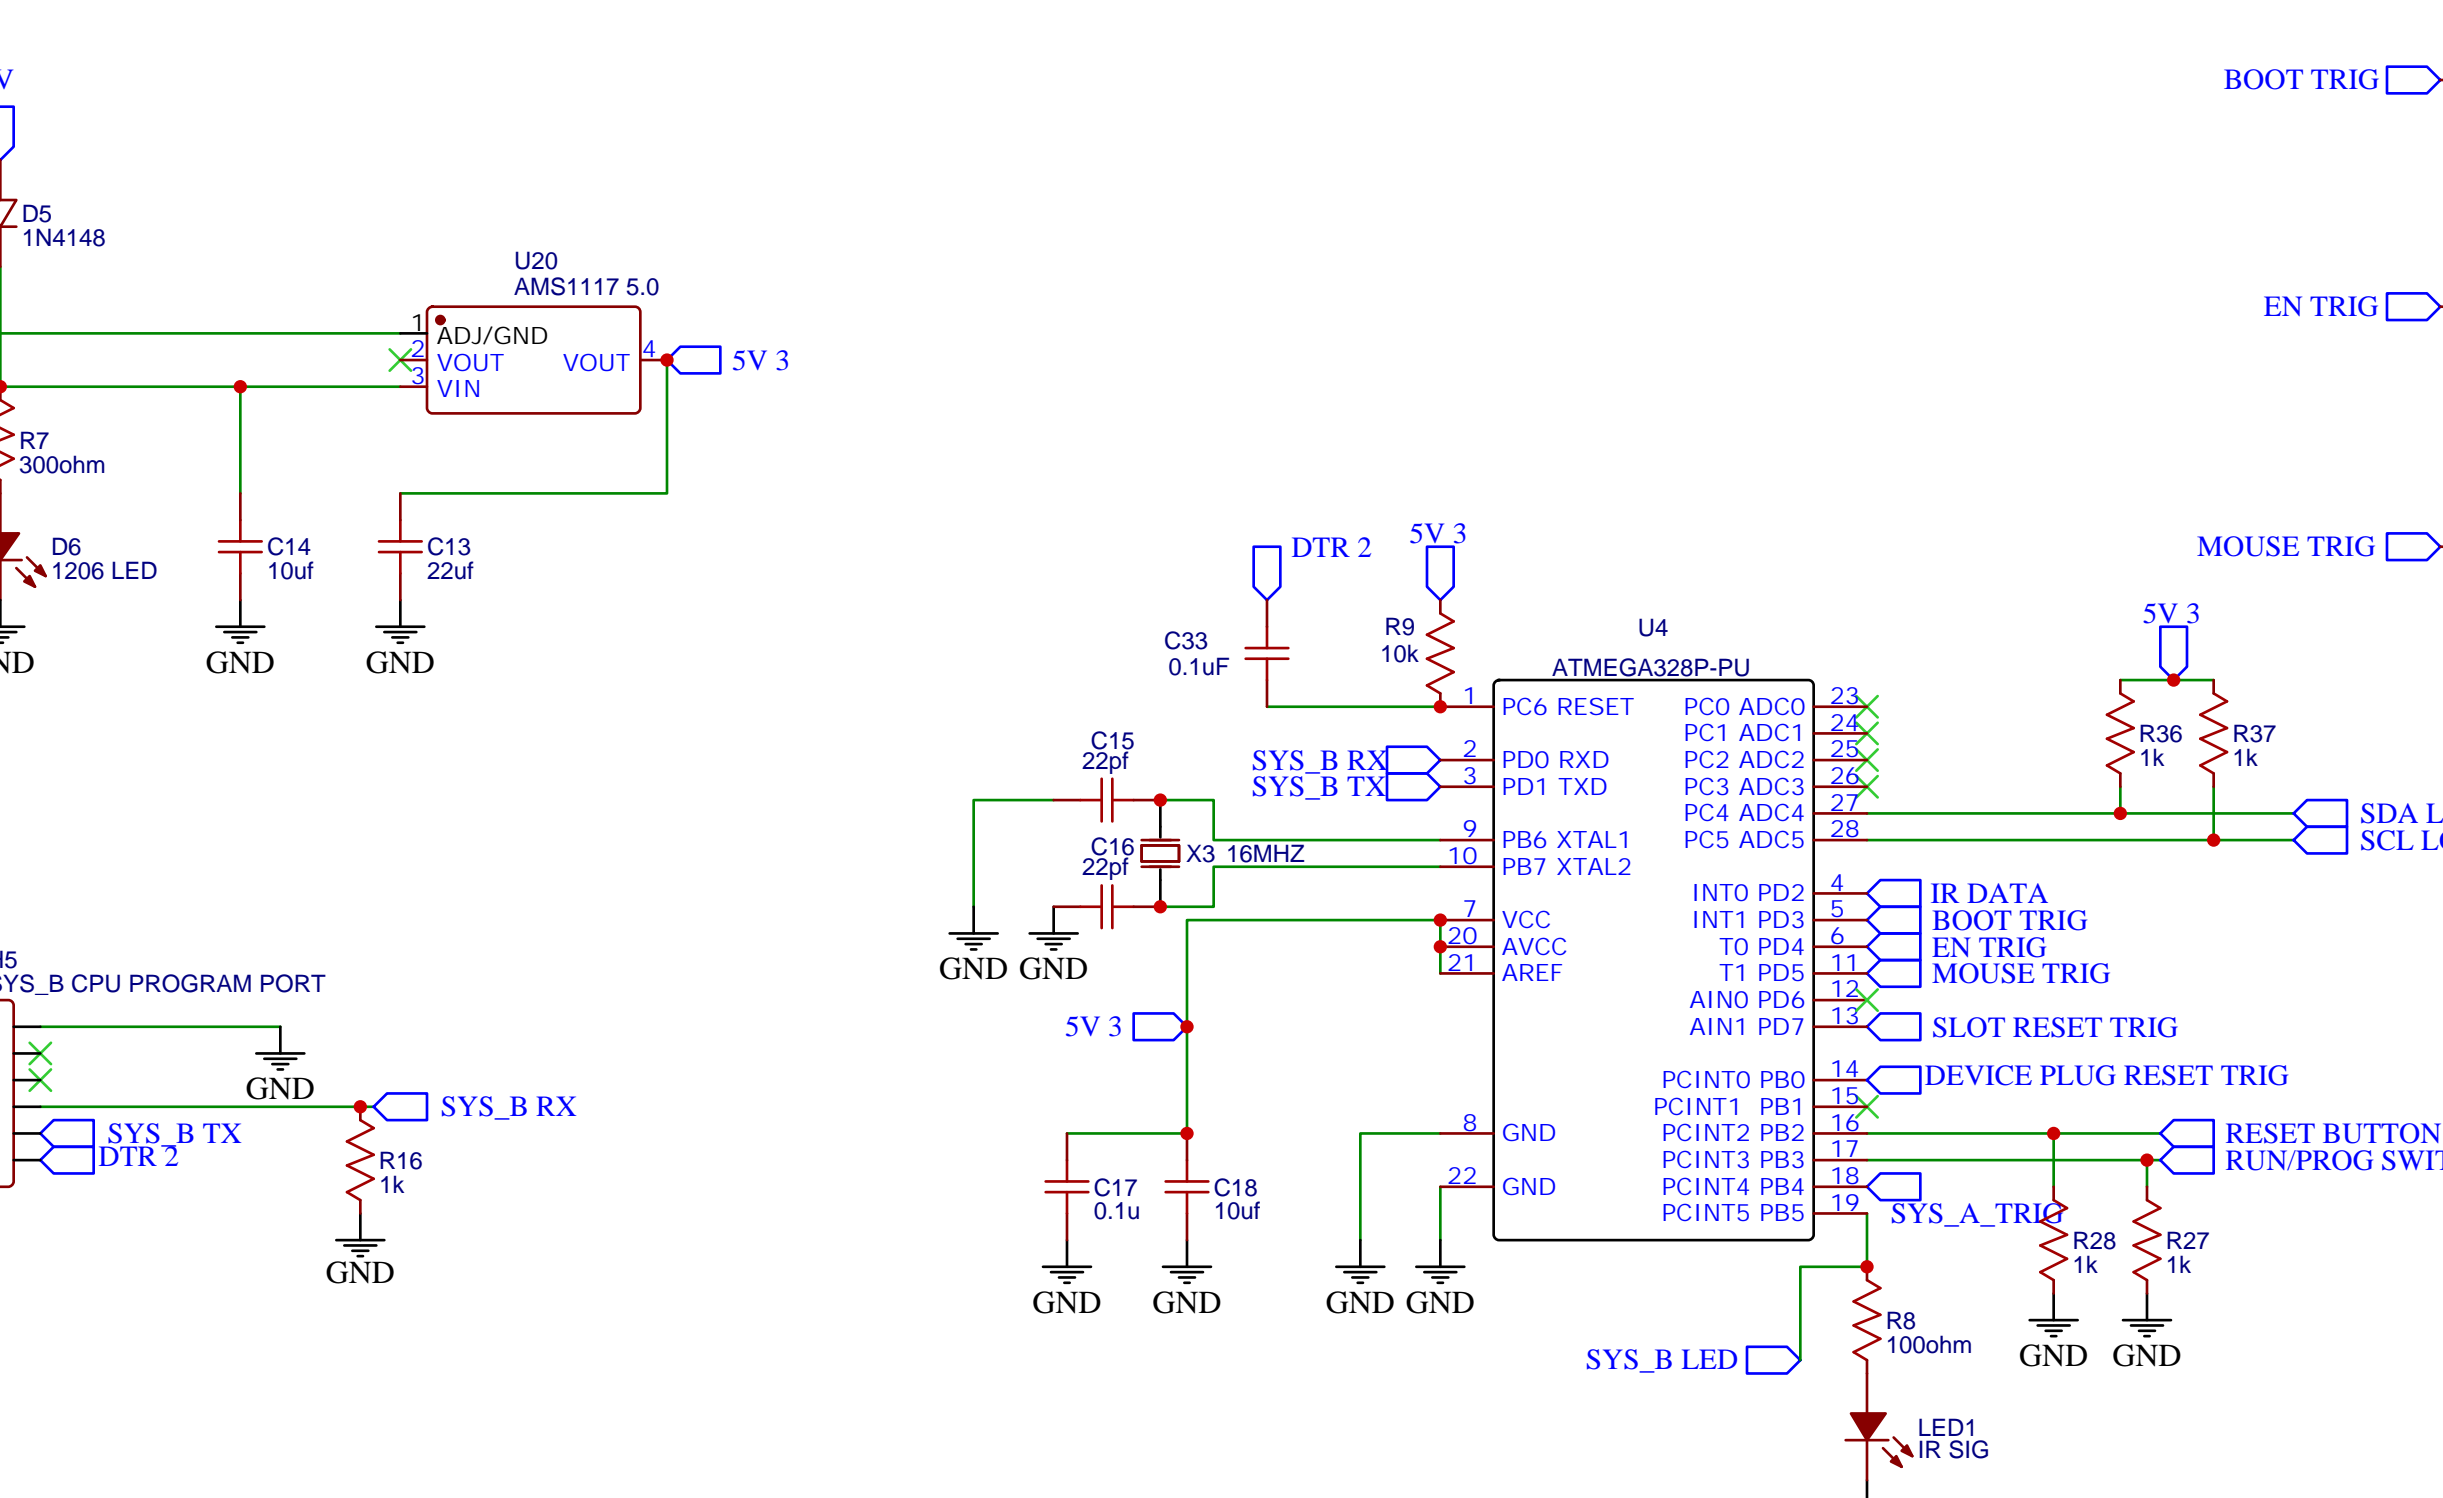 V
D5
1N4148
U20
AMS1117 5.0
1
ADJ/GND
2
VOUT
3
VIN
VOUT
4
5V 3
R7
300ohm
D6
1206 LED
C14
10uf
C13
22uf
GND
GND
SYS_B CPU PROGRAM PORT
GND
SYS_B RX
SYS_B TX
DTR 2
R16
1k
GND
DTR 2
5V 3
C33
0.1uF
R9
10k
U4
ATMEGA328P-PU
1
PC6 RESET
SYS_B RX
2
PD0 RXD
SYS_B TX
3
PD1 TXD
C15
22pf
C16
22pf
X3 16MHZ
9
PB6 XTAL1
10
PB7 XTAL2
GND
GND
7
VCC
20
AVCC
21
AREF
5V 3
8
GND
22
GND
C17
0.1u
C18
10uf
GND
GND
GND
GND
PC0 ADC0
23
PC1 ADC1
24
PC2 ADC2
25
PC3 ADC3
26
PC4 ADC4
27
PC5 ADC5
28
INT0 PD2
4
IR DATA
INT1 PD3
5
BOOT TRIG
T0 PD4
6
EN TRIG
T1 PD5
11
MOUSE TRIG
AIN0 PD6
12
AIN1 PD7
13
SLOT RESET TRIG
PCINT0 PB0
14
DEVICE PLUG RESET TRIG
PCINT1 PB1
15
PCINT2 PB2
16
RESET BUTTON
PCINT3 PB3
17
RUN/PROG
PCINT4 PB4
18
SYS_A_TRIG
PCINT5 PB5
19
5V 3
R36
1k
R37
1k
SDA
SCL
R28
1k
R27
1k
GND
GND
SYS_B LED
R8
100ohm
LED1
IR SIG
BOOT TRIG
EN TRIG
MOUSE TRIG